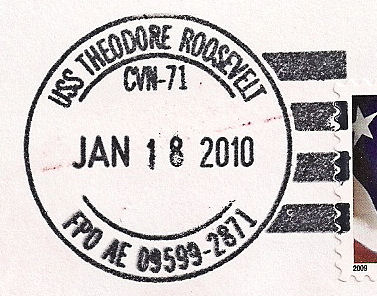 USS THEODORE ROOSEVELT
CVN-71
JAN 18 2010
FPO AE 09599-2871
2009